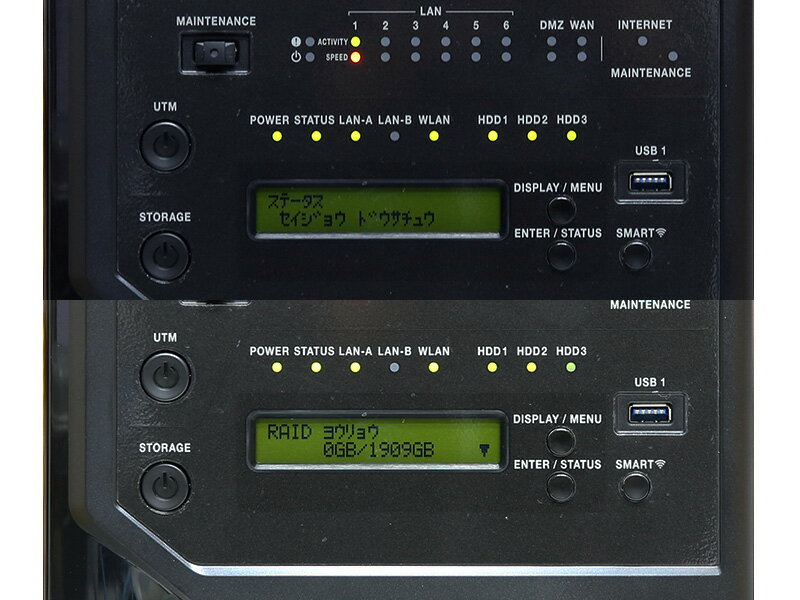 LAN
MAINTENANCE
1 2 3 4 5 6 DMZ WAN INTERNET
ACTIVITY
SPEED
MAINTENANCE
UTM
POWER STATUS LAN-A LAN-B WLAN HDD1 HDD2 HDD3
USB 1
DISPLAY / MENU
ステータス
セイジョウ ドウサチュウ
STORAGE
ENTER / STATUS SMART
MAINTENANCE
UTM
POWER STATUS LAN-A LAN-B WLAN HDD1 HDD2 HDD3
USB 1
DISPLAY / MENU
RAID ヨウリョウ
0GB/1909GB
STORAGE
ENTER / STATUS SMART